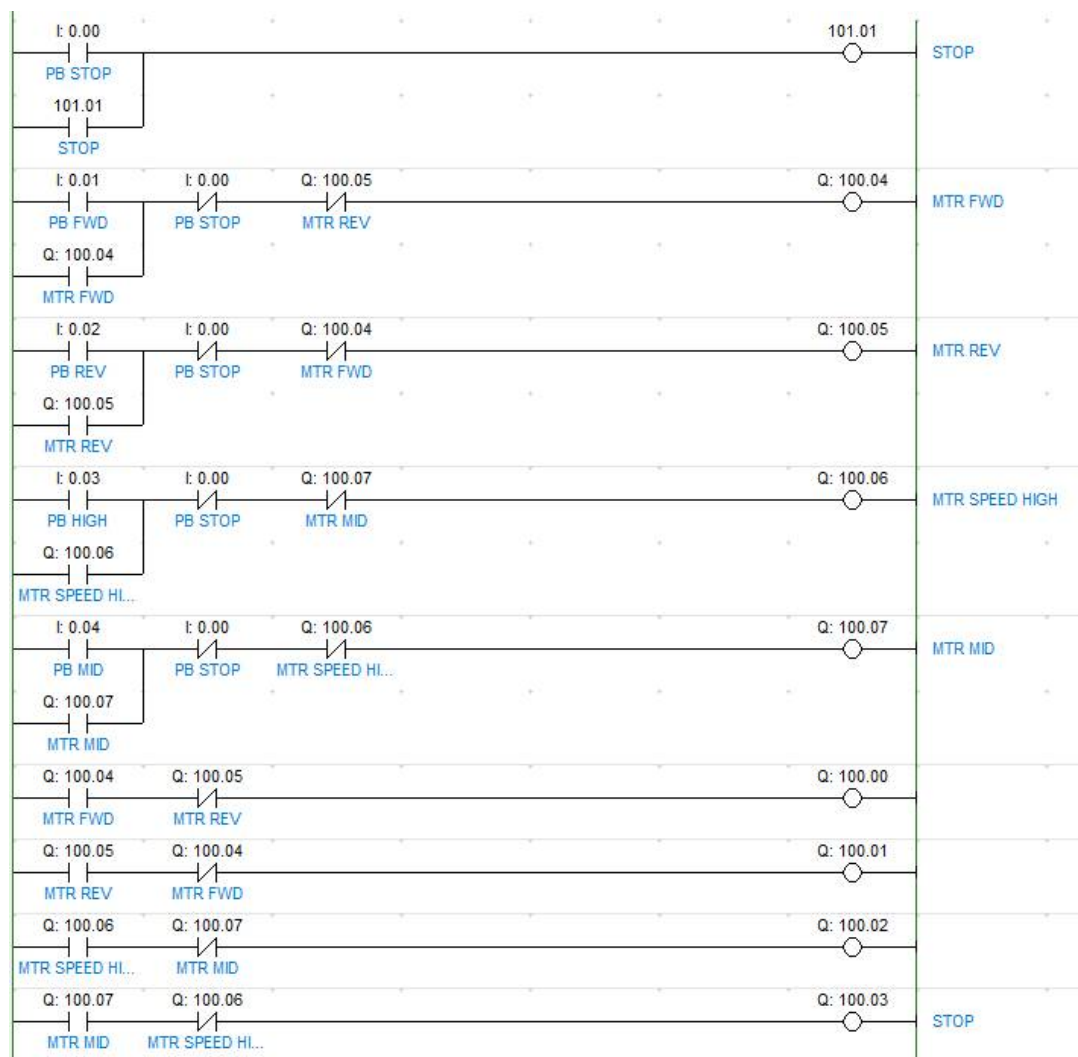 I: 0.00 101.01
PB STOP STOP
101.01
STOP
I: 0.01 I: 0.00 Q: 100.05 Q: 100.04
PB FWD PB STOP MTR REV MTR FWD
Q: 100.04
MTR FWD
I: 0.02 I: 0.00 Q: 100.04 Q: 100.05
PB REV PB STOP MTR FWD MTR REV
Q: 100.05
MTR REV
I: 0.03 I: 0.00 Q: 100.07 Q: 100.06
PB HIGH PB STOP MTR MID MTR SPEED HIGH
Q: 100.06
MTR SPEED HI...
I: 0.04 I: 0.00 Q: 100.06 Q: 100.07
PB MID PB STOP MTR SPEED HI... MTR MID
Q: 100.07
MTR MID
Q: 100.04 Q: 100.05 Q: 100.00
MTR FWD MTR REV
Q: 100.05 Q: 100.04 Q: 100.01
MTR REV MTR FWD
Q: 100.06 Q: 100.07 Q: 100.02
MTR SPEED HI... MTR MID
Q: 100.07 Q: 100.06 Q: 100.03
MTR MID MTR SPEED HI... STOP